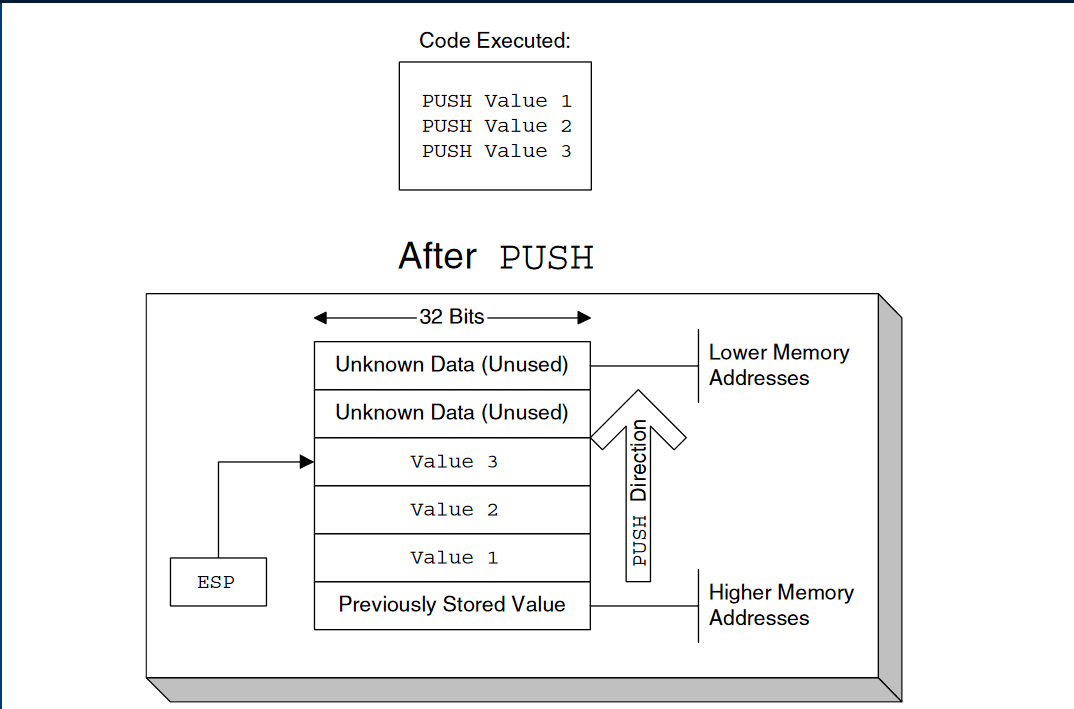 Code Executed:
PUSH Value 1
PUSH Value 2
PUSH Value 3
After PUSH
32 Bits
Unknown Data (Unused)
Lower Memory
Addresses
Unknown Data (Unused)
PUSH Direction
Value 3
Value 2
Value 1
ESP
Previously Stored Value
Higher Memory
Addresses